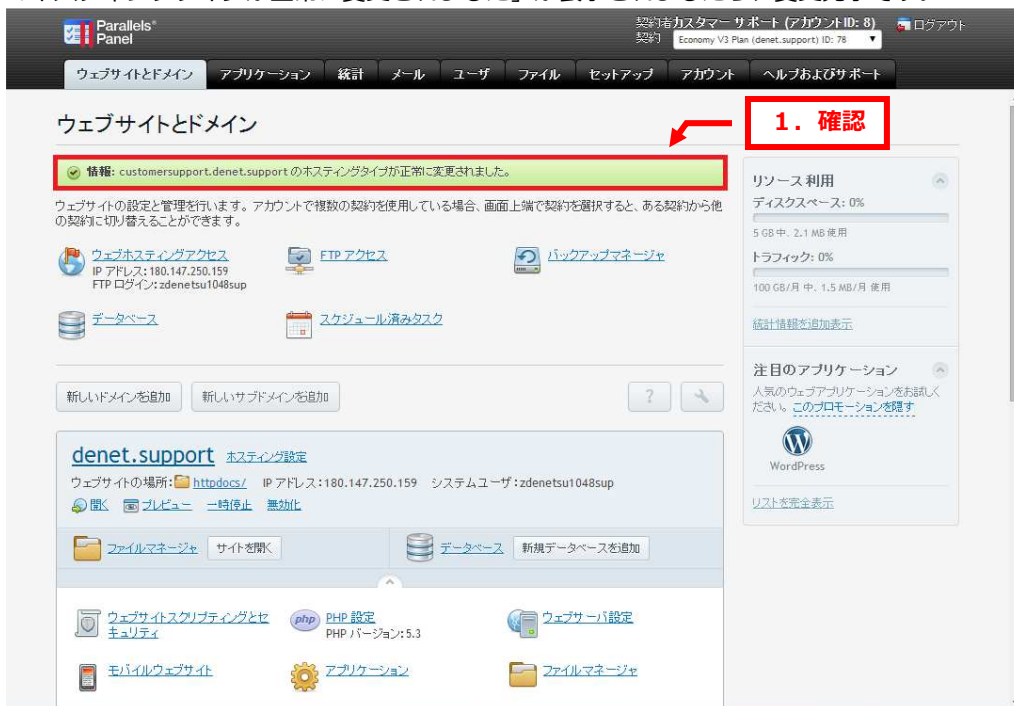 Parallels®
Panel
契約者カスタマー サポート (アカウントID: 8)
ログアウト
契約
Economy V3 Plan (denet.support) ID: 78
ウェブサイトとドメイン
アプリケーション
統計
メール
ユーザ
ファイル
セットアップ
アカウント
ヘルプおよびサポート
ウェブサイトとドメイン
1. 確認
情報: customersupport.denet.support のホスティングタイプが正常に変更されました。
ウェブサイトの設定と管理を行います。アカウントで複数の契約を使用している場合、画面上端で契約を選択すると、ある契約から他
の契約に切り替えることができます。
ウェブホスティングアクセス
IP アドレス: 180.147.250.159
FTP ログイン: zdenetsu1048sup
FTP アクセス
バックアップマネージャ
データベース
スケジュール済みタスク
新しいドメインを追加
新しいサブドメインを追加
?
denet.support ホスティング設定
ウェブサイトの場所: httpdocs/ IP アドレス: 180.147.250.159 システムユーザ: zdenetsu1048sup
開く プレビュー 一時停止 無効化
ファイルマネージャ サイトを開く
データベース 新規データベースを追加
ウェブサイトスクリプティングとセ
キュリティ
php
PHP 設定
PHP バージョン: 5.3
ウェブサーバ設定
モバイルウェブサイト
アプリケーション
ファイルマネージャ
リソース利用
ディスクスペース: 0%
5 GB 中、2.1 MB 使用
トラフィック: 0%
100 GB/月 中、1.5 MB/月 使用
統計情報を追加表示
注目のアプリケーション
人気のウェブアプリケーションをお試しく
ださい。このプロモーションを隠す
WordPress
リストを完全表示